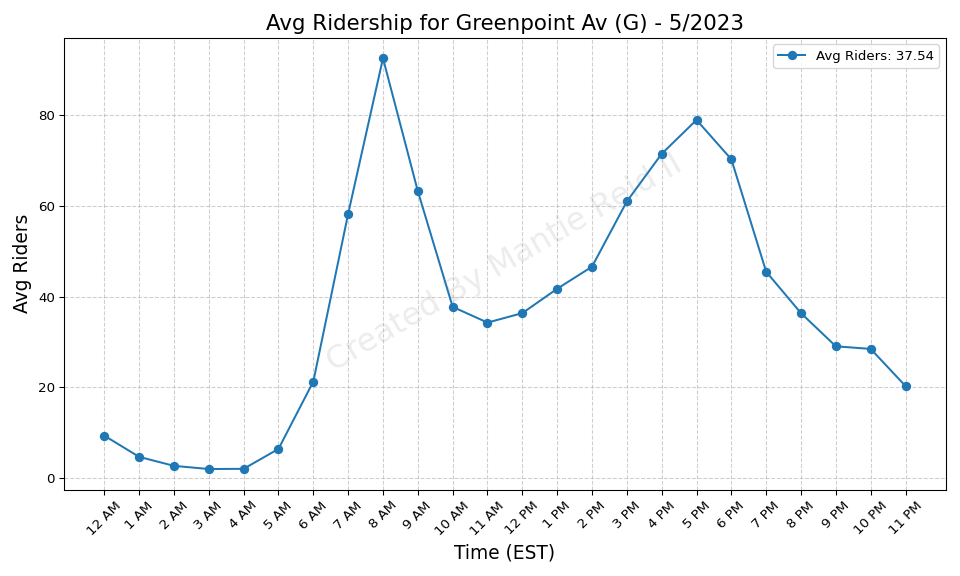 Avg Ridership for Greenpoint Av (G) - 5/2023
Avg Riders: 37.54
Avg Riders
80
60
40
20
0
Created By Mantie Reid II
12 AM
1 AM
2 AM
3 AM
4 AM
5 AM
6 AM
7 AM
8 AM
9 AM
10 AM
11 AM
12 PM
1 PM
2 PM
3 PM
4 PM
5 PM
6 PM
7 PM
8 PM
9 PM
10 PM
11 PM
Time (EST)